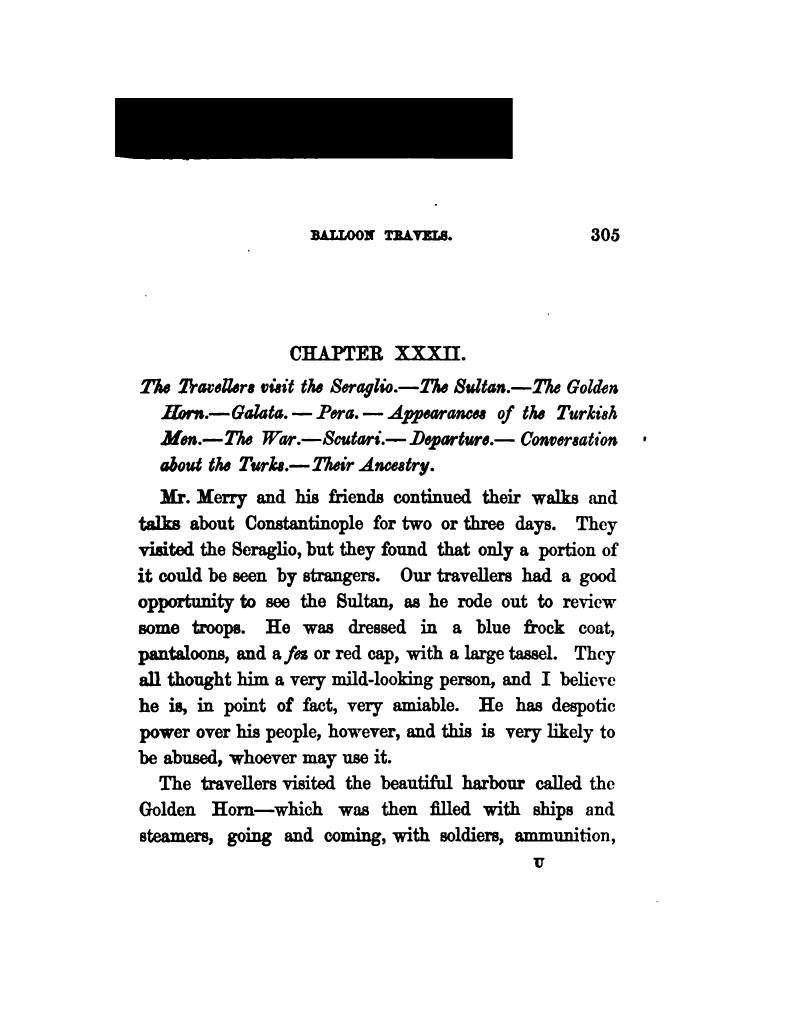 BALLOON TRAVELS. 305
CHAPTER XXXII.
The Travellers visit the Seraglio.—The Sultan.—The Golden
Horn.—Galata.—Pera.—Appearances of the Turkish
Men.—The War.—Scutari.—Departure.—Conversation
about the Turks.—Their Ancestry.
Mr. Merry and his friends continued their walks and
talks about Constantinople for two or three days. They
visited the Seraglio, but they found that only a portion of
it could be seen by strangers. Our travellers had a good
opportunity to see the Sultan, as he rode out to review
some troops. He was dressed in a blue frock coat,
pantaloons, and a fez or red cap, with a large tassel. They
all thought him a very mild-looking person, and I believe
he is, in point of fact, very amiable. He has despotic
power over his people, however, and this is very likely to
be abused, whoever may use it.
The travellers visited the beautiful harbour called the
Golden Horn—which was then filled with ships and
steamers, going and coming, with soldiers, ammunition,
U